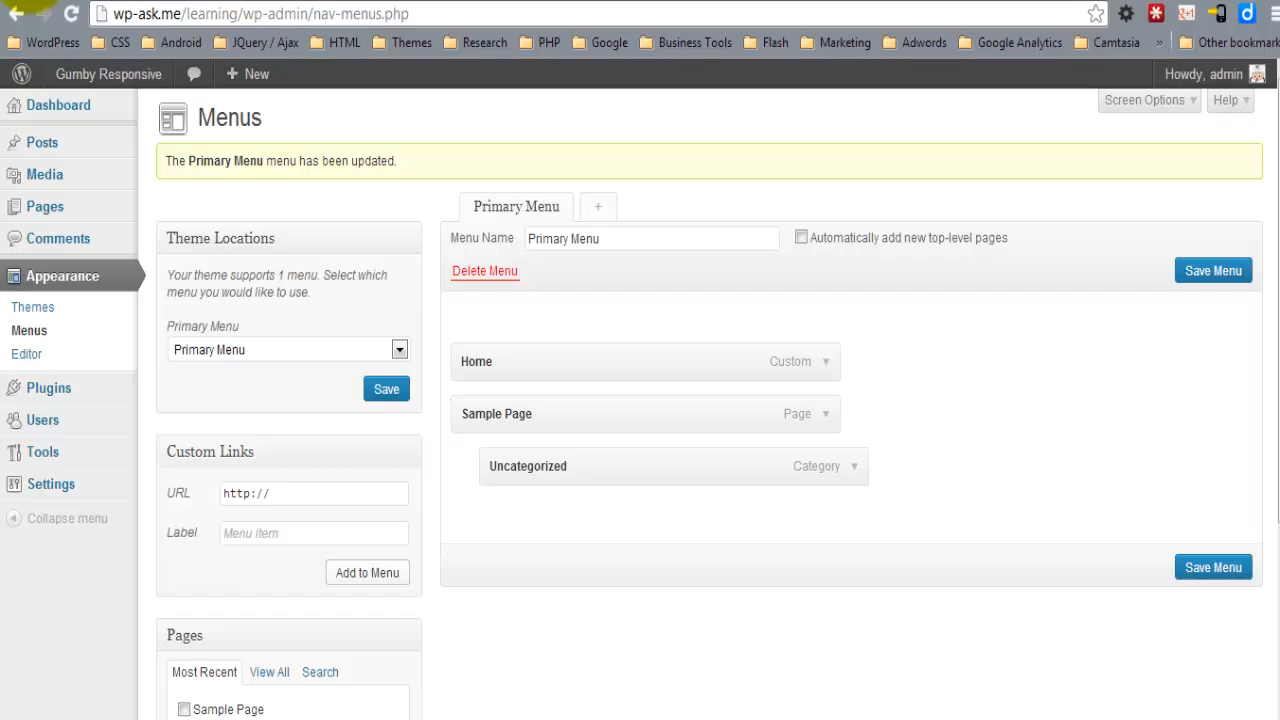 wp-ask.me/learning/wp-admin/nav-menus.php
WordPress CSS Android JQuery / Ajax HTML Themes Research PHP Google Business Tools Flash Marketing Adwords Google Analytics Camtasia » Other bookmark
Gumby Responsive + New Howdy, admin
Dashboard
Posts
Media
Pages
Comments
Appearance
Themes
Menus
Editor
Plugins
Users
Tools
Settings
Collapse menu
Screen Options Help
Menus
The Primary Menu menu has been updated.
Theme Locations
Your theme supports 1 menu. Select which
menu you would like to use.
Primary Menu
Primary Menu
Save
Custom Links
URL http://
Label Menu Item
Add to Menu
Pages
Most Recent View All Search
Sample Page
Primary Menu +
Menu Name Primary Menu Automatically add new top-level pages
Delete Menu Save Menu
Home Custom
Sample Page Page
Uncategorized Category
Save Menu